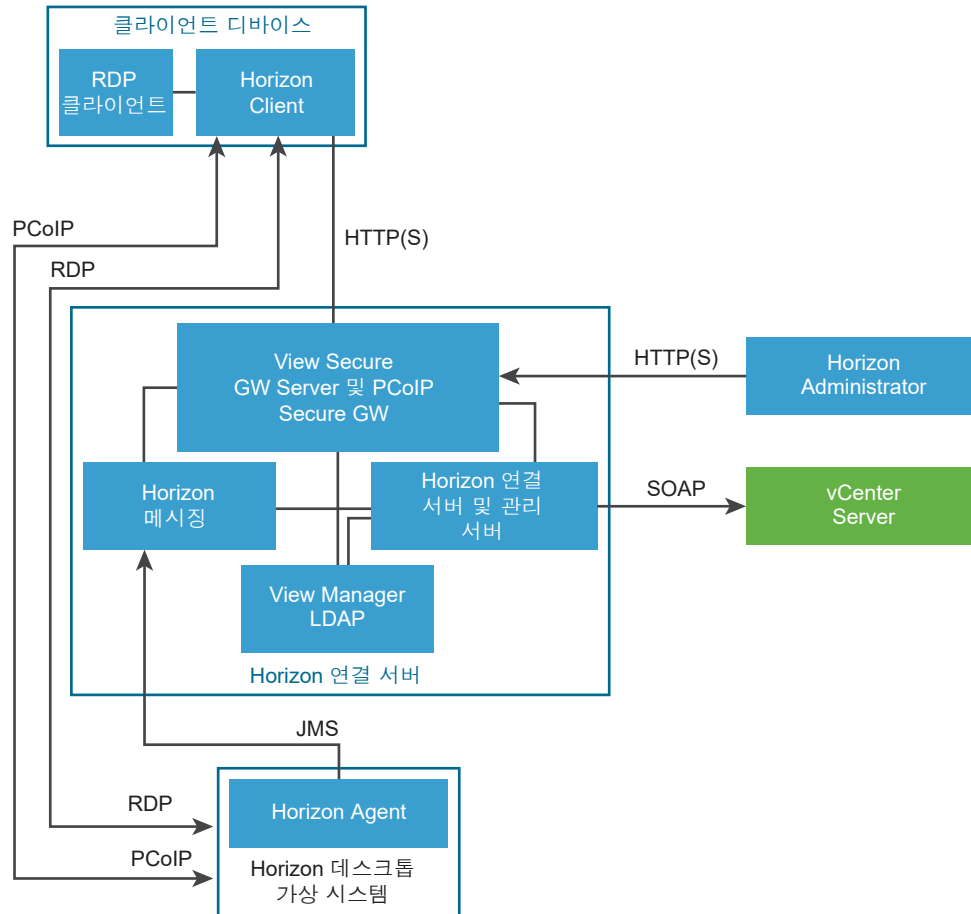 클라이언트 디바이스
RDP
클라이언트
Horizon
Client
PCoIP
HTTP(S)
RDP
View Secure
GW Server 및 PCoIP
Secure GW
HTTP(S)
Horizon
Administrator
Horizon
메시징
Horizon 연결
서버 및 관리
서버
SOAP
vCenter
Server
View Manager
LDAP
Horizon 연결 서버
JMS
RDP
Horizon Agent
PCoIP
Horizon 데스크톱
가상 시스템